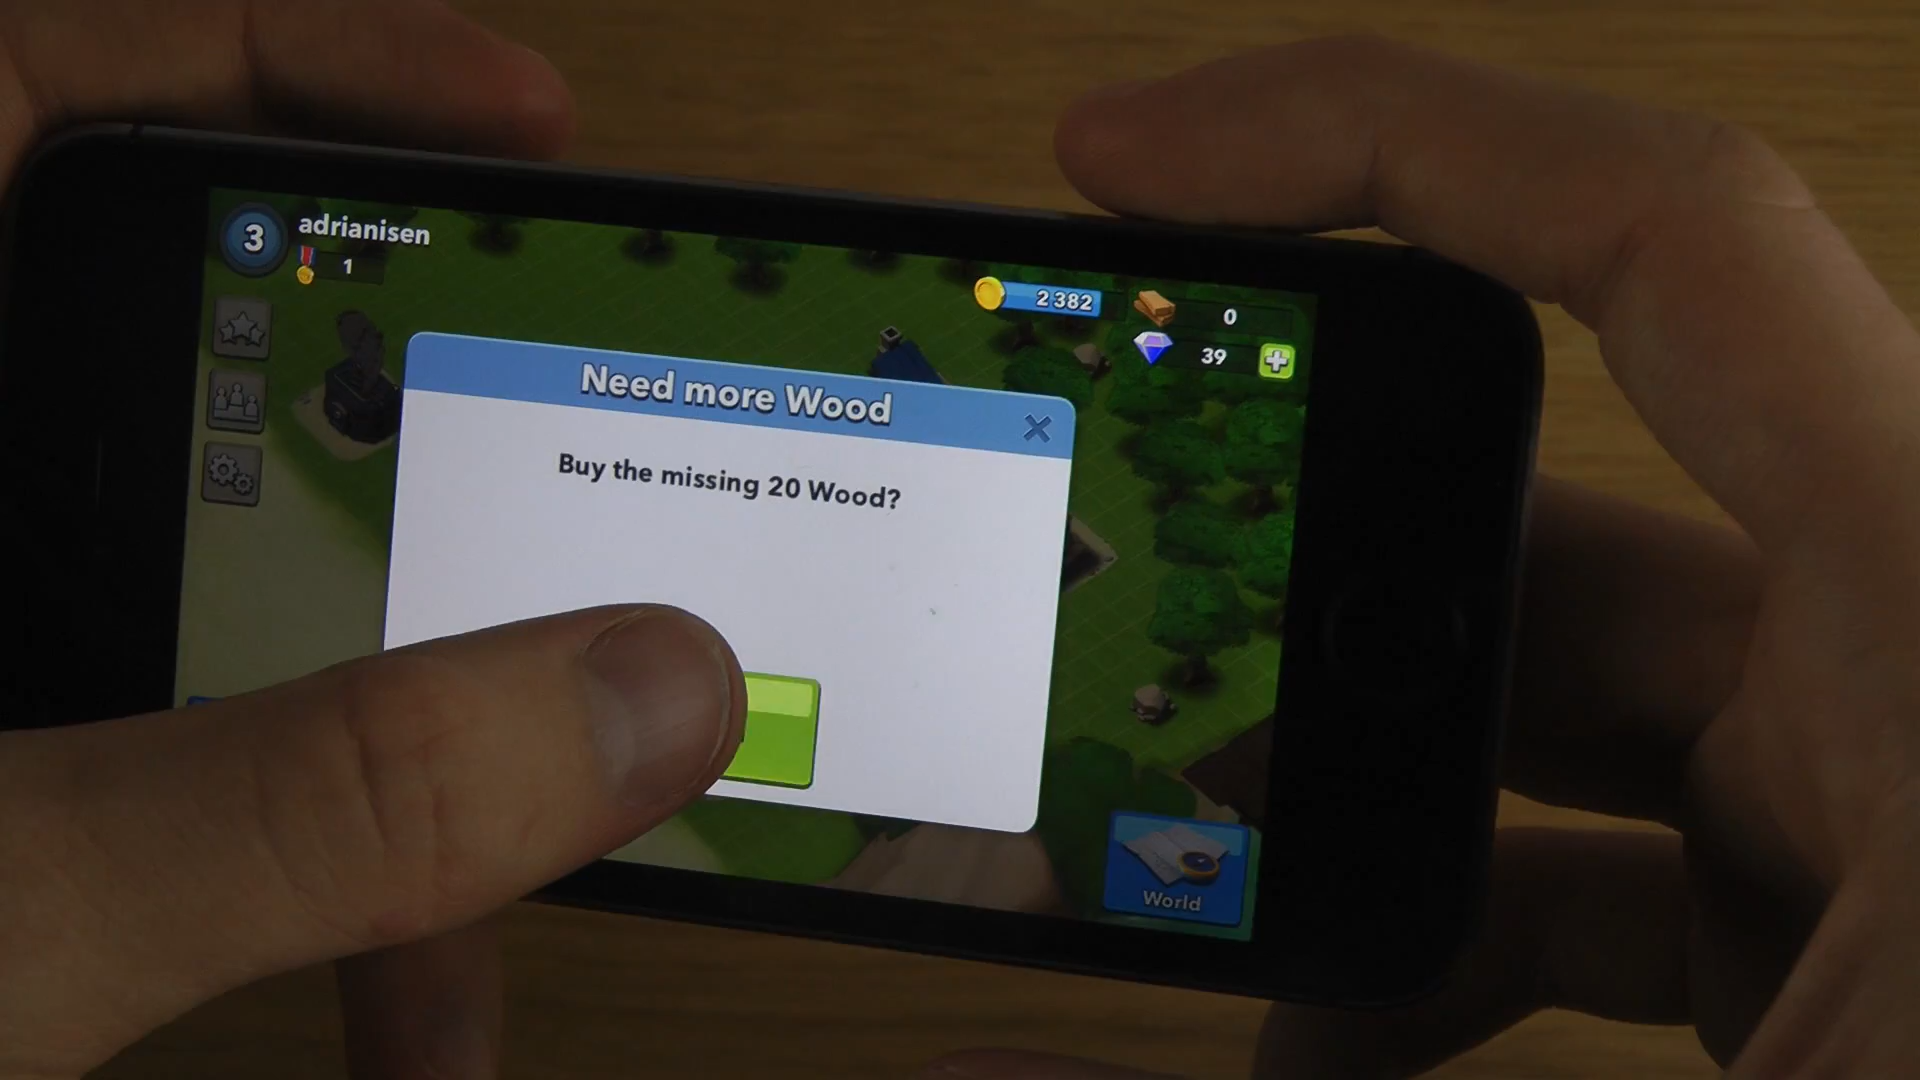 3
adrianisen
1
2 382
0
39
Need more Wood
Buy the missing 20 Wood?
World